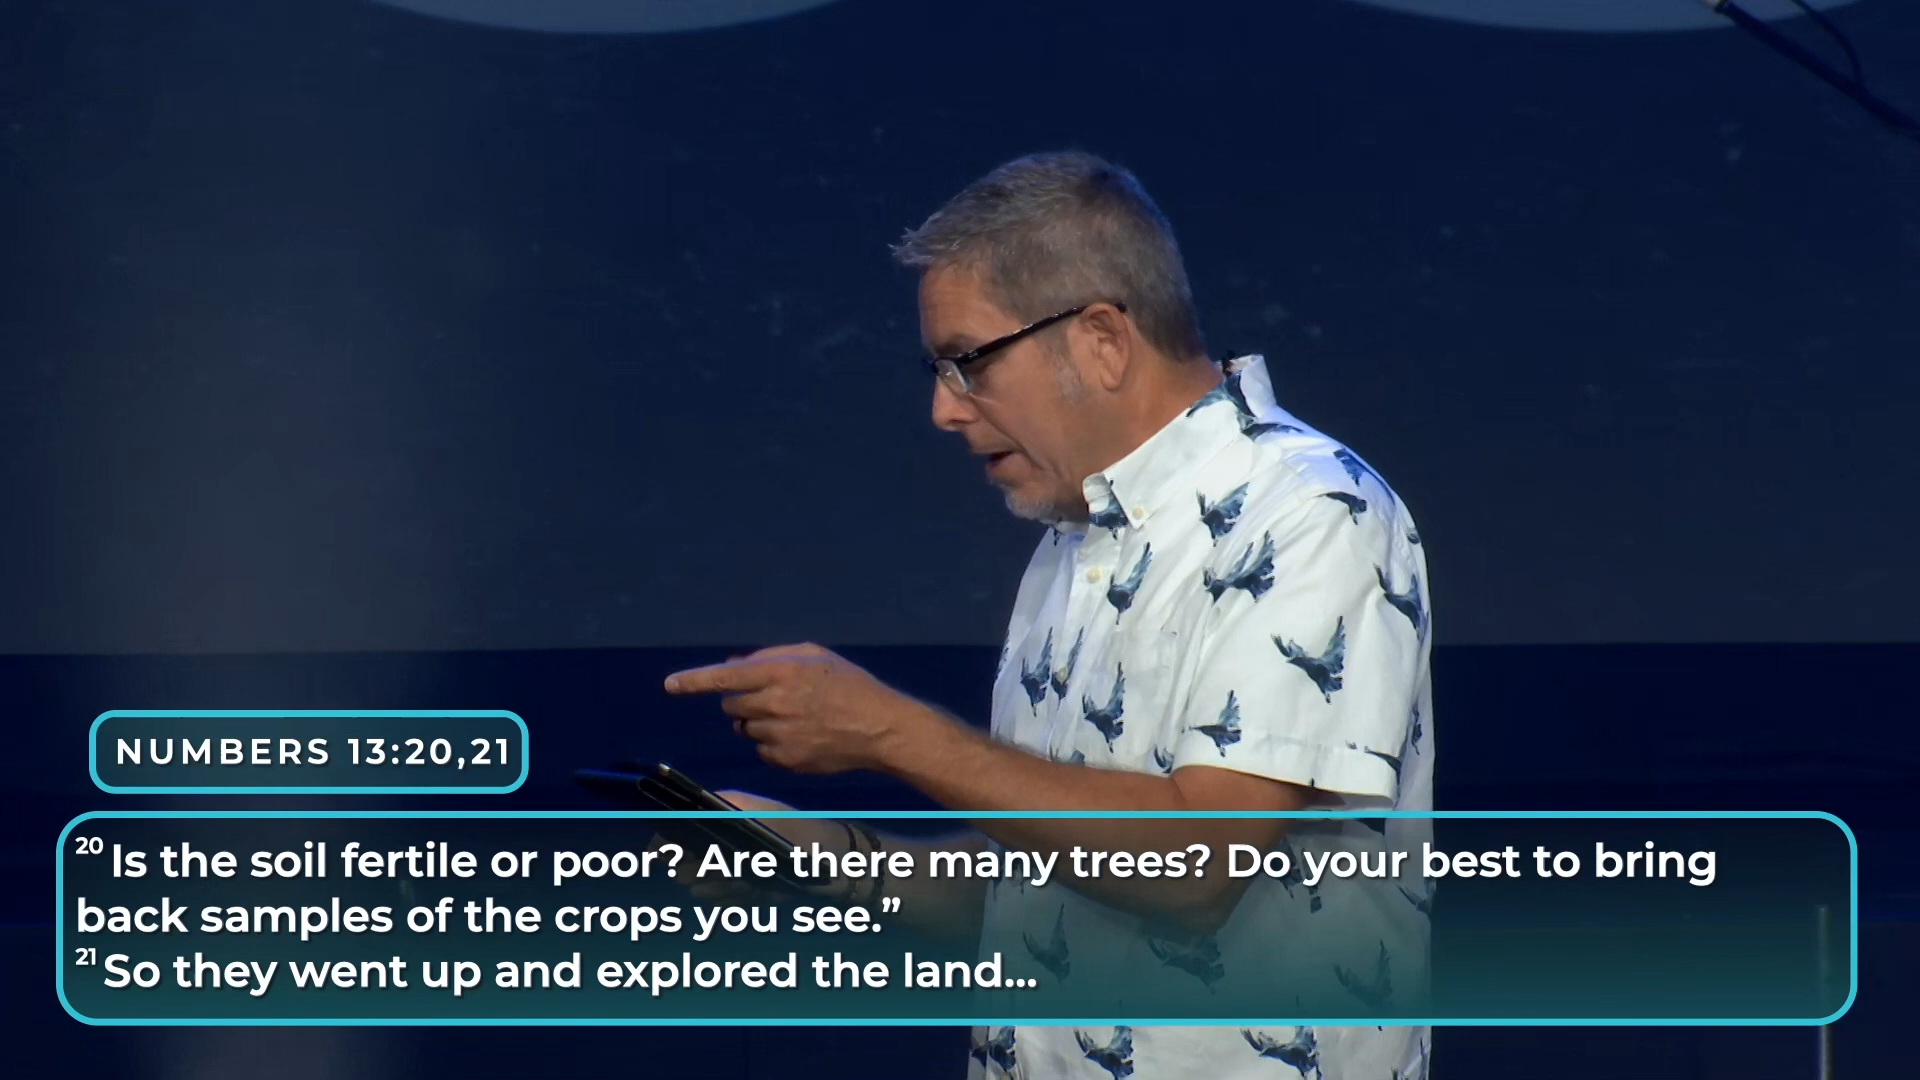 NUMBERS 13:20,21
20 Is the soil fertile or poor? Are there many trees? Do your best to bring
back samples of the crops you see.”
21 So they went up and explored the land...